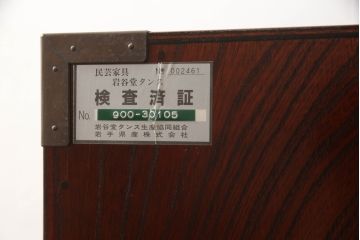 民芸家具 No 002461
岩谷堂タンス
検査済証
No. 900-30105
岩谷堂タンス生産協同組合
岩手県産株式会社